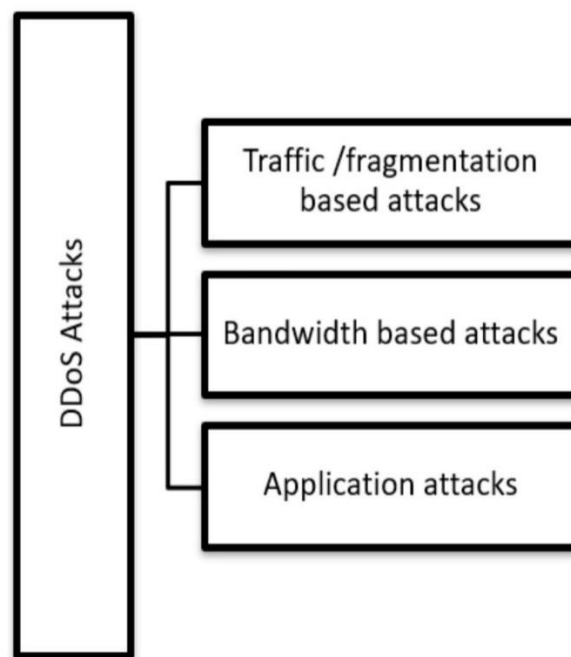 DDoS Attacks
Traffic /fragmentation
based attacks
Bandwidth based attacks
Application attacks